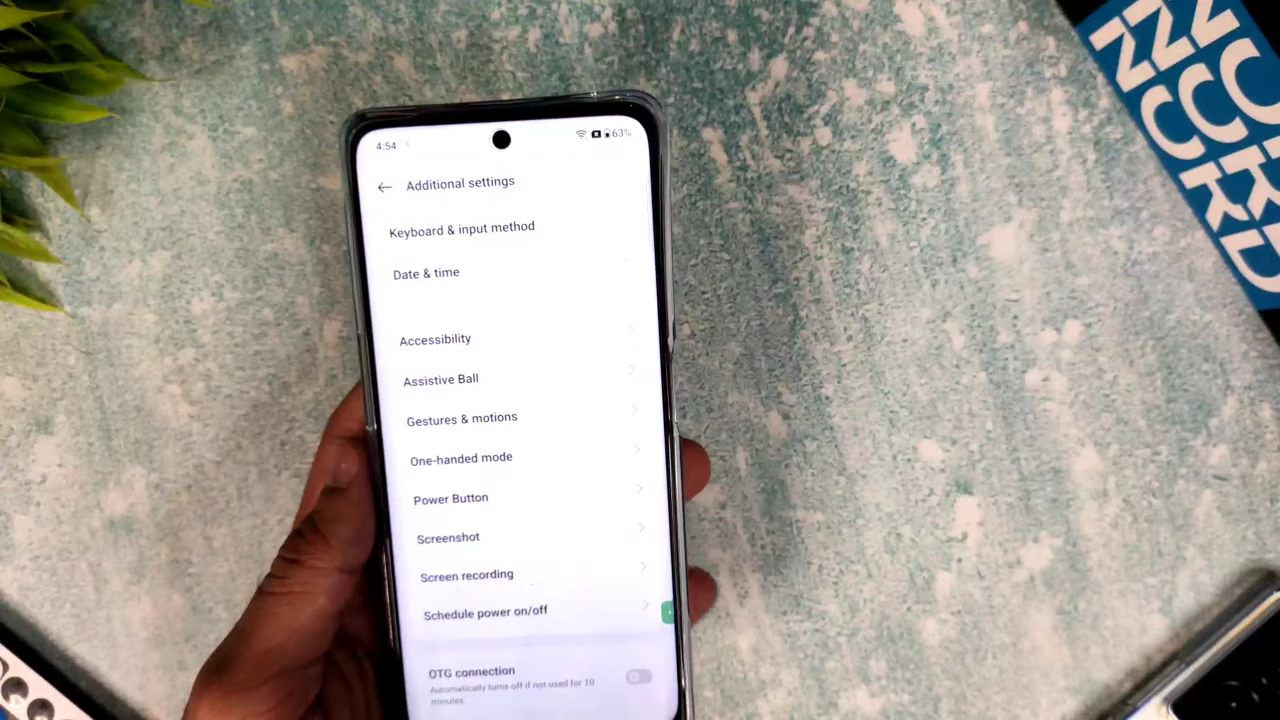 4:54
63%
Additional settings
Keyboard & input method
Date & time
Accessibility
Assistive Ball
Gestures & motions
One-handed mode
Power Button
Screenshot
Screen recording
Schedule power on/off
OTG connection
Automatically turns off if not used for 10
minutes.